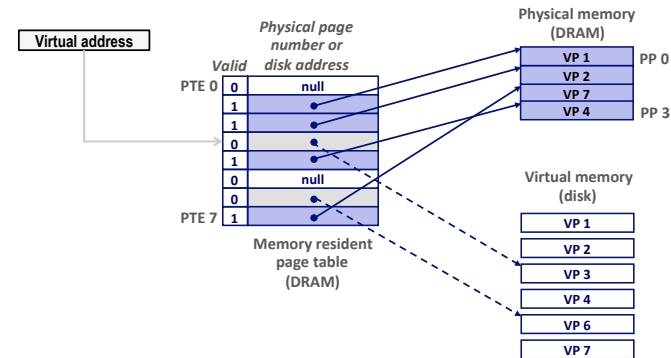 Virtual address
Physical page
number or
disk address
Valid
PTE 0
0
null
1
1
0
1
0
null
0
PTE 7
1
Memory resident
page table
(DRAM)
Physical memory
(DRAM)
VP 1
PP 0
VP 2
VP 7
VP 4
PP 3
Virtual memory
(disk)
VP 1
VP 2
VP 3
VP 4
VP 6
VP 7